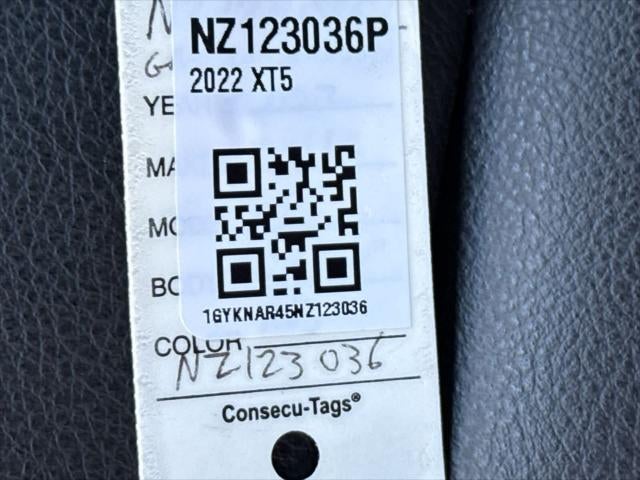 NZ123036P
2022 XT5
YE
MA
MO
BO
1GYKNAR45NZ123036
COLOR
NZ123036
Consecu-Tags®